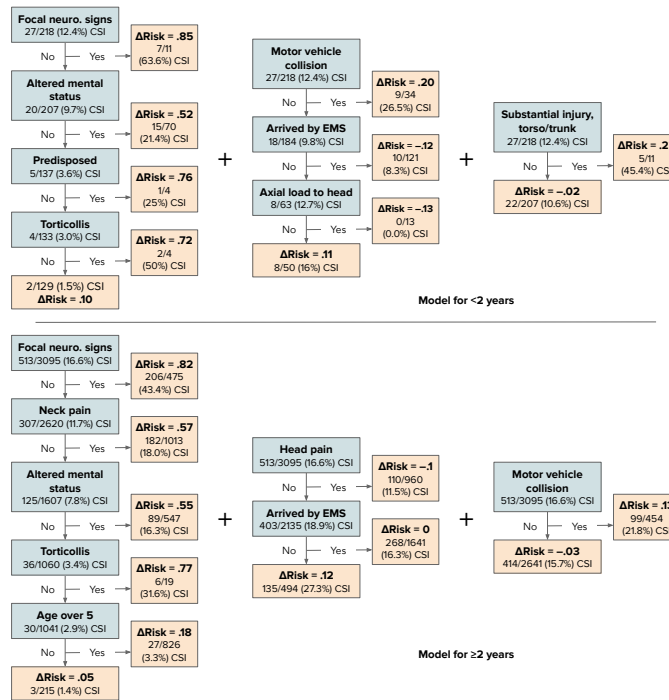 Focal neuro. signs
27/218 (12.4%) CSI
No Yes
ΔRisk = .85
7/11
(63.6%) CSI
Altered mental
status
20/207 (9.7%) CSI
No Yes
ΔRisk = .52
15/70
(21.4%) CSI
Predisposed
5/137 (3.6%) CSI
No Yes
ΔRisk = .76
1/4
(25%) CSI
Torticollis
4/133 (3.0%) CSI
No Yes
ΔRisk = .72
2/4
(50%) CSI
2/129 (1.5%) CSI
ΔRisk = .10
+
Motor vehicle
collision
27/218 (12.4%) CSI
No Yes
ΔRisk = .20
9/34
(26.5%) CSI
Arrived by EMS
18/184 (9.8%) CSI
No Yes
ΔRisk = –.12
10/121
(8.3%) CSI
Axial load to head
8/63 (12.7%) CSI
No Yes
ΔRisk = –.13
0/13
(0.0%) CSI
ΔRisk = .11
8/50 (16%) CSI
+
Substantial injury,
torso/trunk
27/218 (12.4%) CSI
No Yes
ΔRisk = .2
5/11
(45.4%) CS
ΔRisk = –.02
22/207 (10.6%) CSI
Model for <2 years
Focal neuro. signs
513/3095 (16.6%) CSI
No Yes
ΔRisk = .82
206/475
(43.4%) CSI
Neck pain
307/2620 (11.7%) CSI
No Yes
ΔRisk = .57
182/1013
(18.0%) CSI
Altered mental
status
125/1607 (7.8%) CSI
No Yes
ΔRisk = .55
89/547
(16.3%) CSI
Torticollis
36/1060 (3.4%) CSI
No Yes
ΔRisk = .77
6/19
(31.6%) CSI
Age over 5
30/1041 (2.9%) CSI
No Yes
ΔRisk = .18
27/826
(3.3%) CSI
ΔRisk = .05
3/215 (1.4%) CSI
+
Head pain
513/3095 (16.6%) CSI
No Yes
ΔRisk = –.1
110/960
(11.5%) CSI
Arrived by EMS
403/2135 (18.9%) CSI
No Yes
ΔRisk = 0
268/1641
(16.3%) CSI
ΔRisk = .12
135/494 (27.3%) CSI
+
Motor vehicle
collision
513/3095 (16.6%) CSI
No Yes
ΔRisk = .1
99/454
(21.8%) CSI
ΔRisk = –.03
414/2641 (15.7%) CSI
Model for ≥2 years